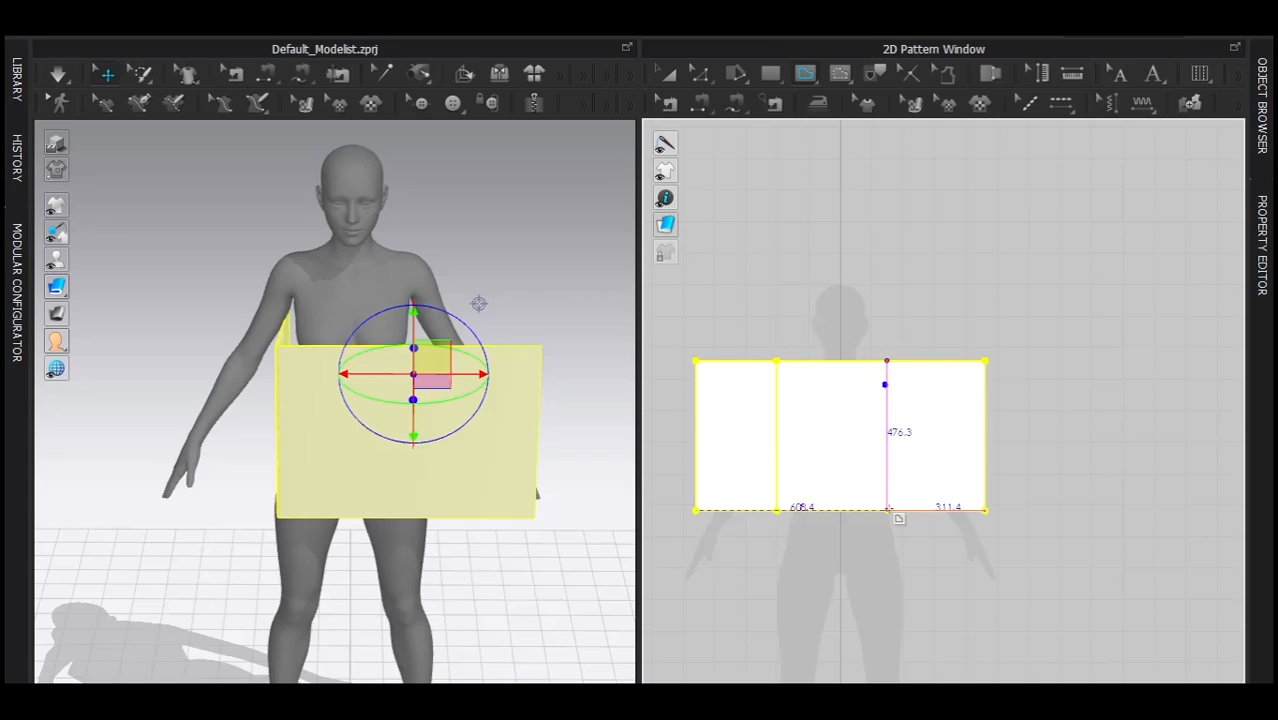 Default_Modelist.zprj
2D Pattern Window
LIBRARY
HISTORY
MODULAR CONFIGURATOR
OBJECT BROWSER
PROPERTY EDITOR
476.3
311.4